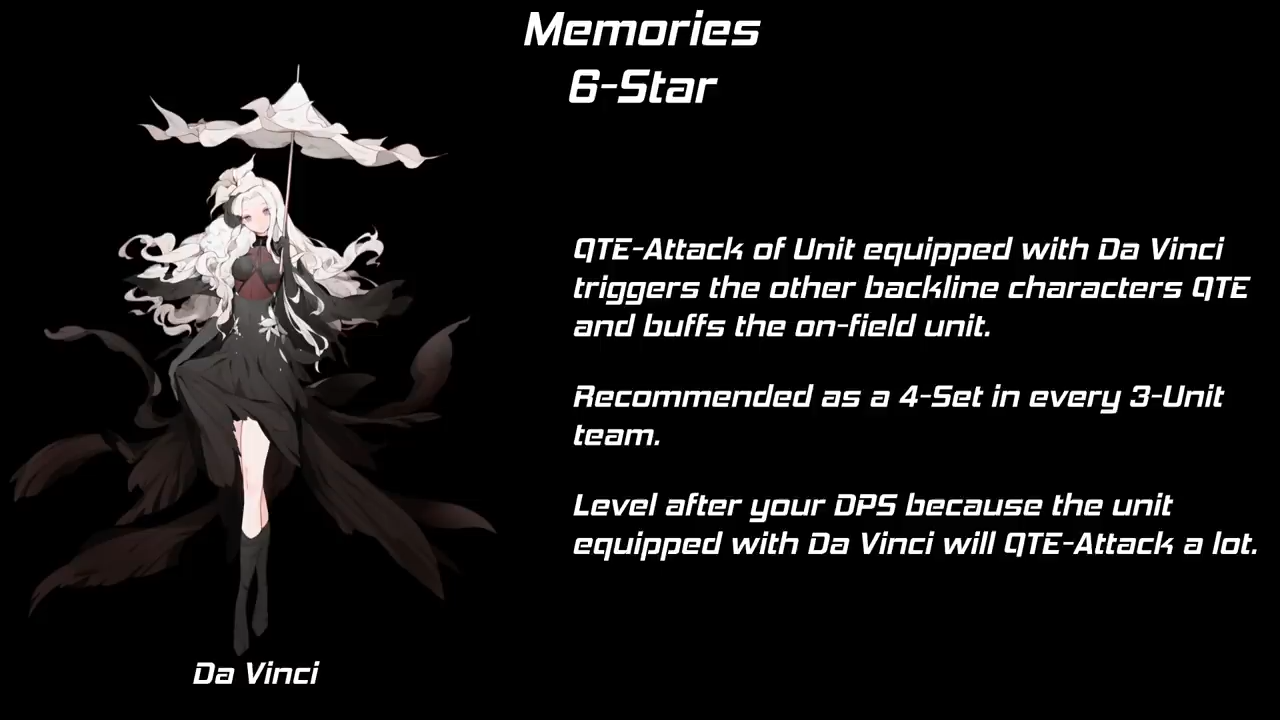 Memories
6-Star
QTE-Attack of Unit equipped with Da Vinci
triggers the other backline characters QTE
and buffs the on-field unit.
Recommended as a 4-Set in every 3-Unit
team.
Level after your DPS because the unit
equipped with Da Vinci will QTE-Attack a lot.
Da Vinci